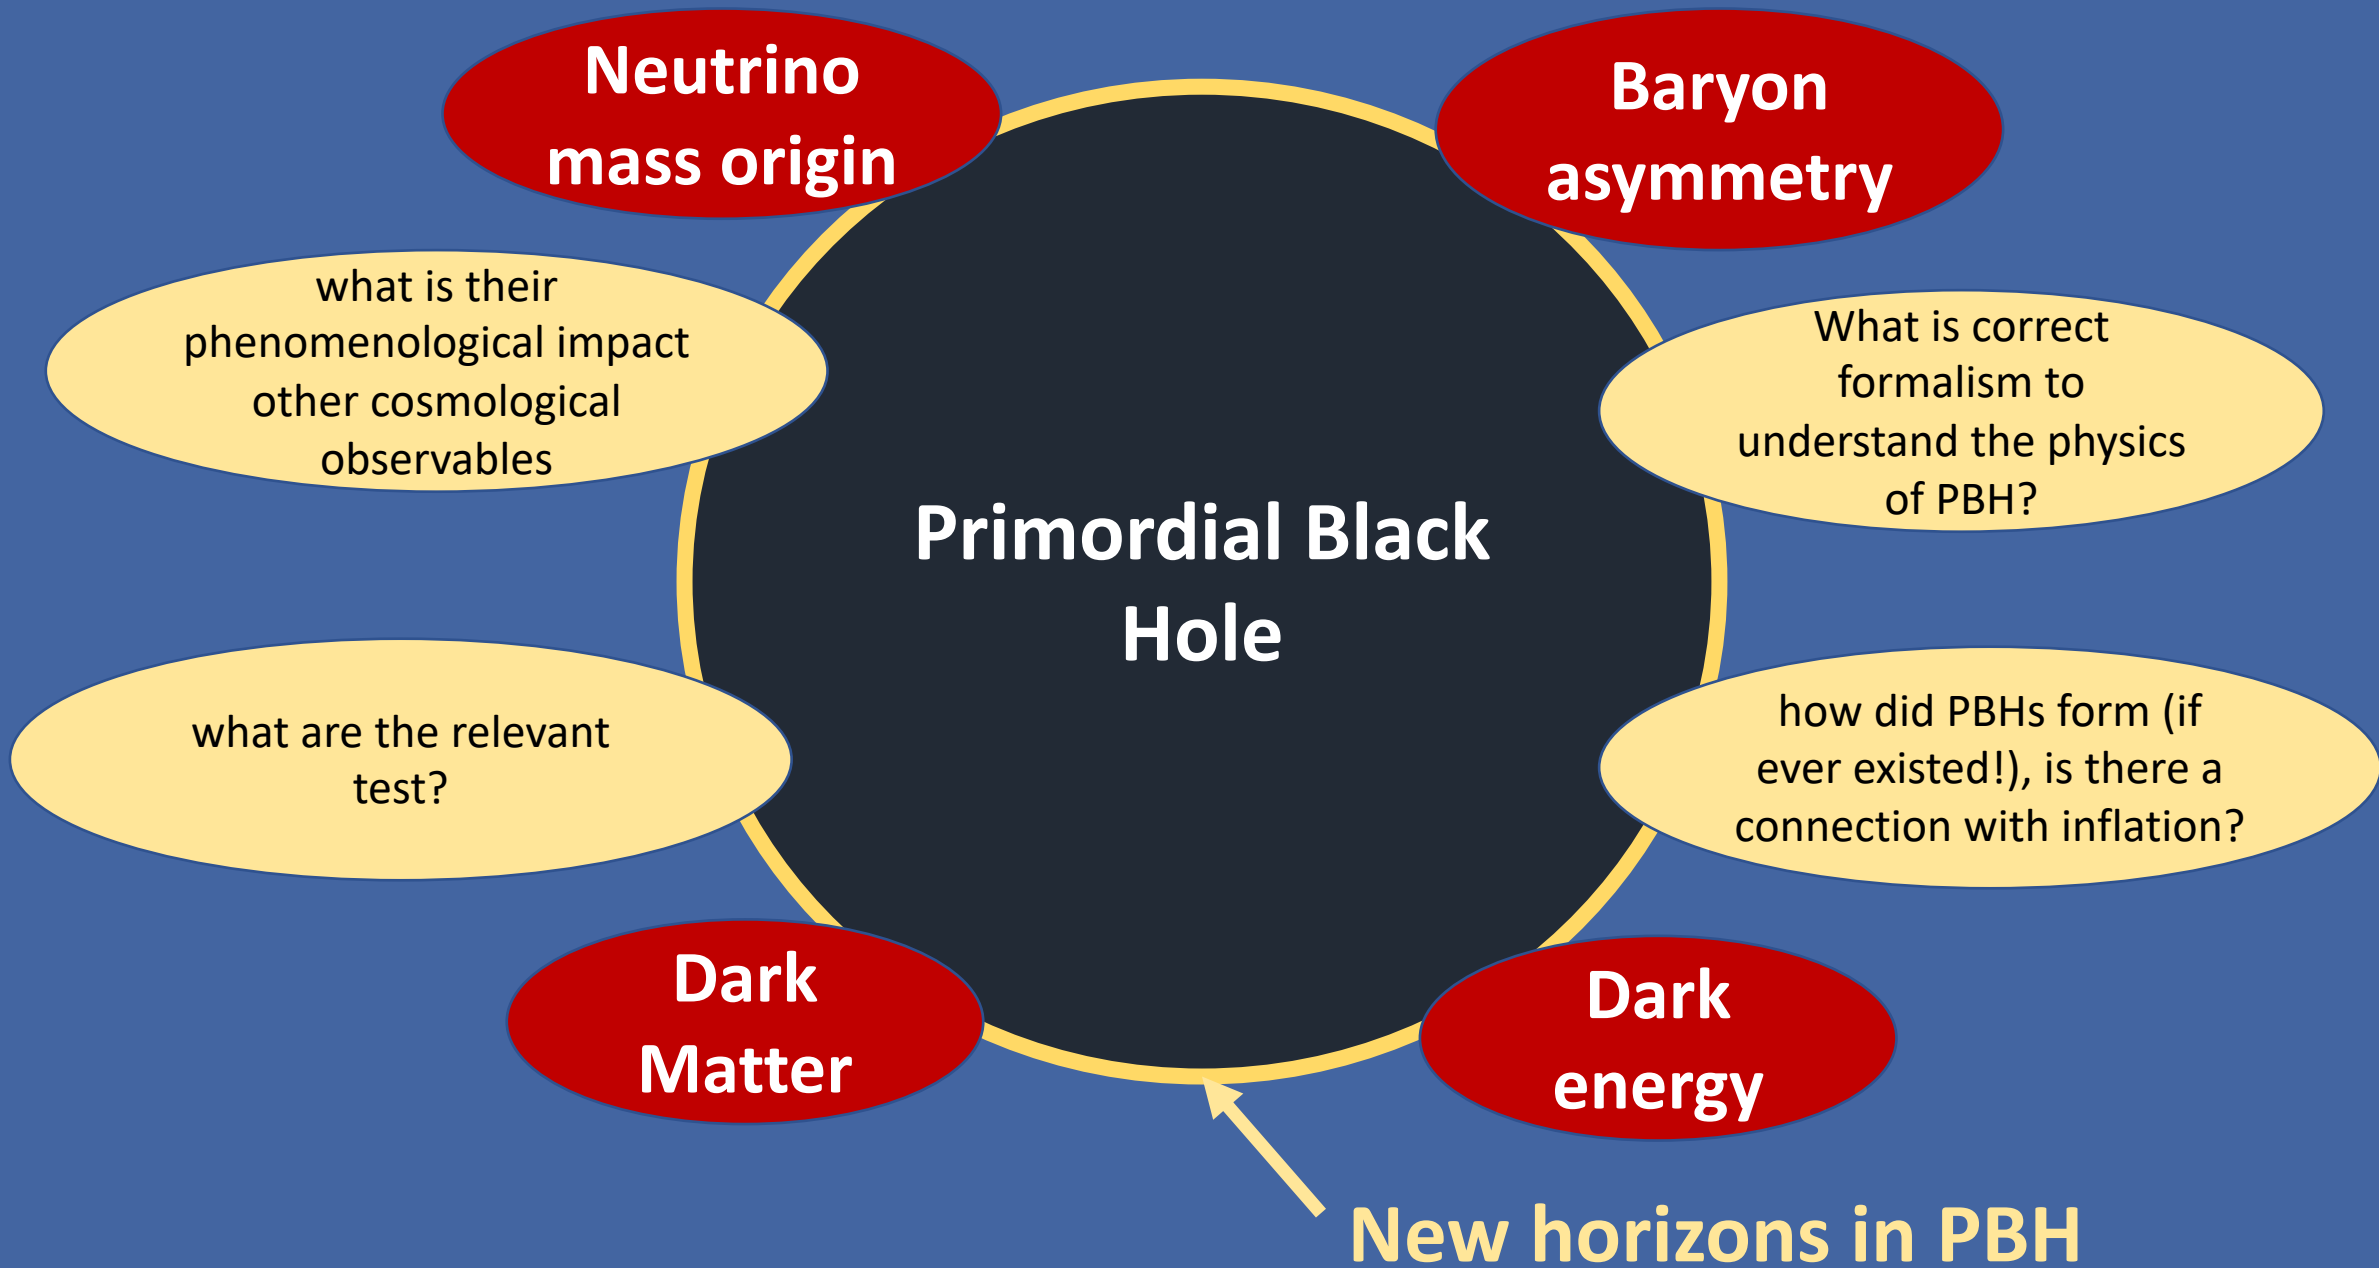 Neutrino
mass origin
Baryon
asymmetry
what is their
phenomenological impact
other cosmological
observables
What is correct
formalism to
understand the physics
of PBH?
Primordial Black
Hole
what are the relevant
test?
how did PBHs form (if
ever existed!), is there a
connection with inflation?
Dark
Matter
Dark
energy
New horizons in PBH